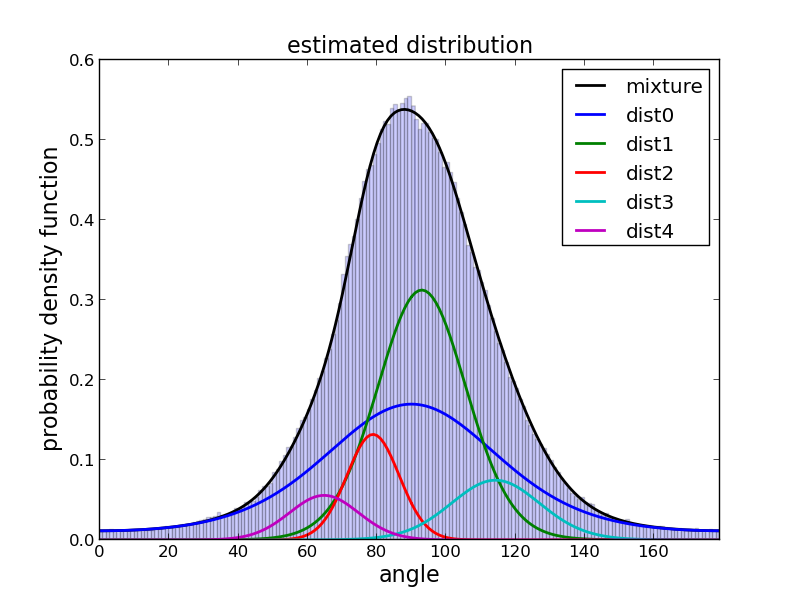 estimated distribution
0.6
0.5
0.4
0.3
0.2
0.1
0.0
probability density function
mixture
dist0
dist1
dist2
dist3
dist4
0 20 40 60 80 100 120 140 160
angle